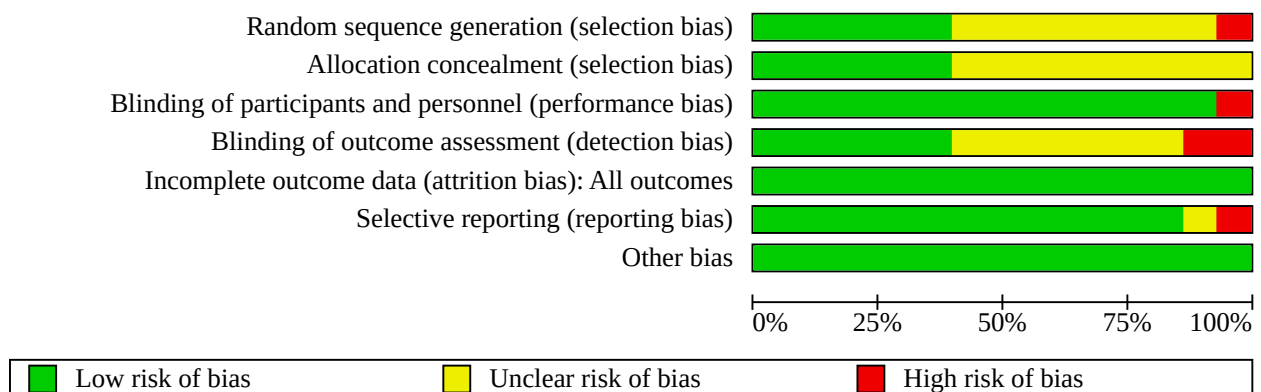 Random sequence generation (selection bias)
Allocation concealment (selection bias)
Blinding of participants and personnel (performance bias)
Blinding of outcome assessment (detection bias)
Incomplete outcome data (attrition bias): All outcomes
Selective reporting (reporting bias)
Other bias
0% 25% 50% 75% 100%
Low risk of bias Unclear risk of bias High risk of bias